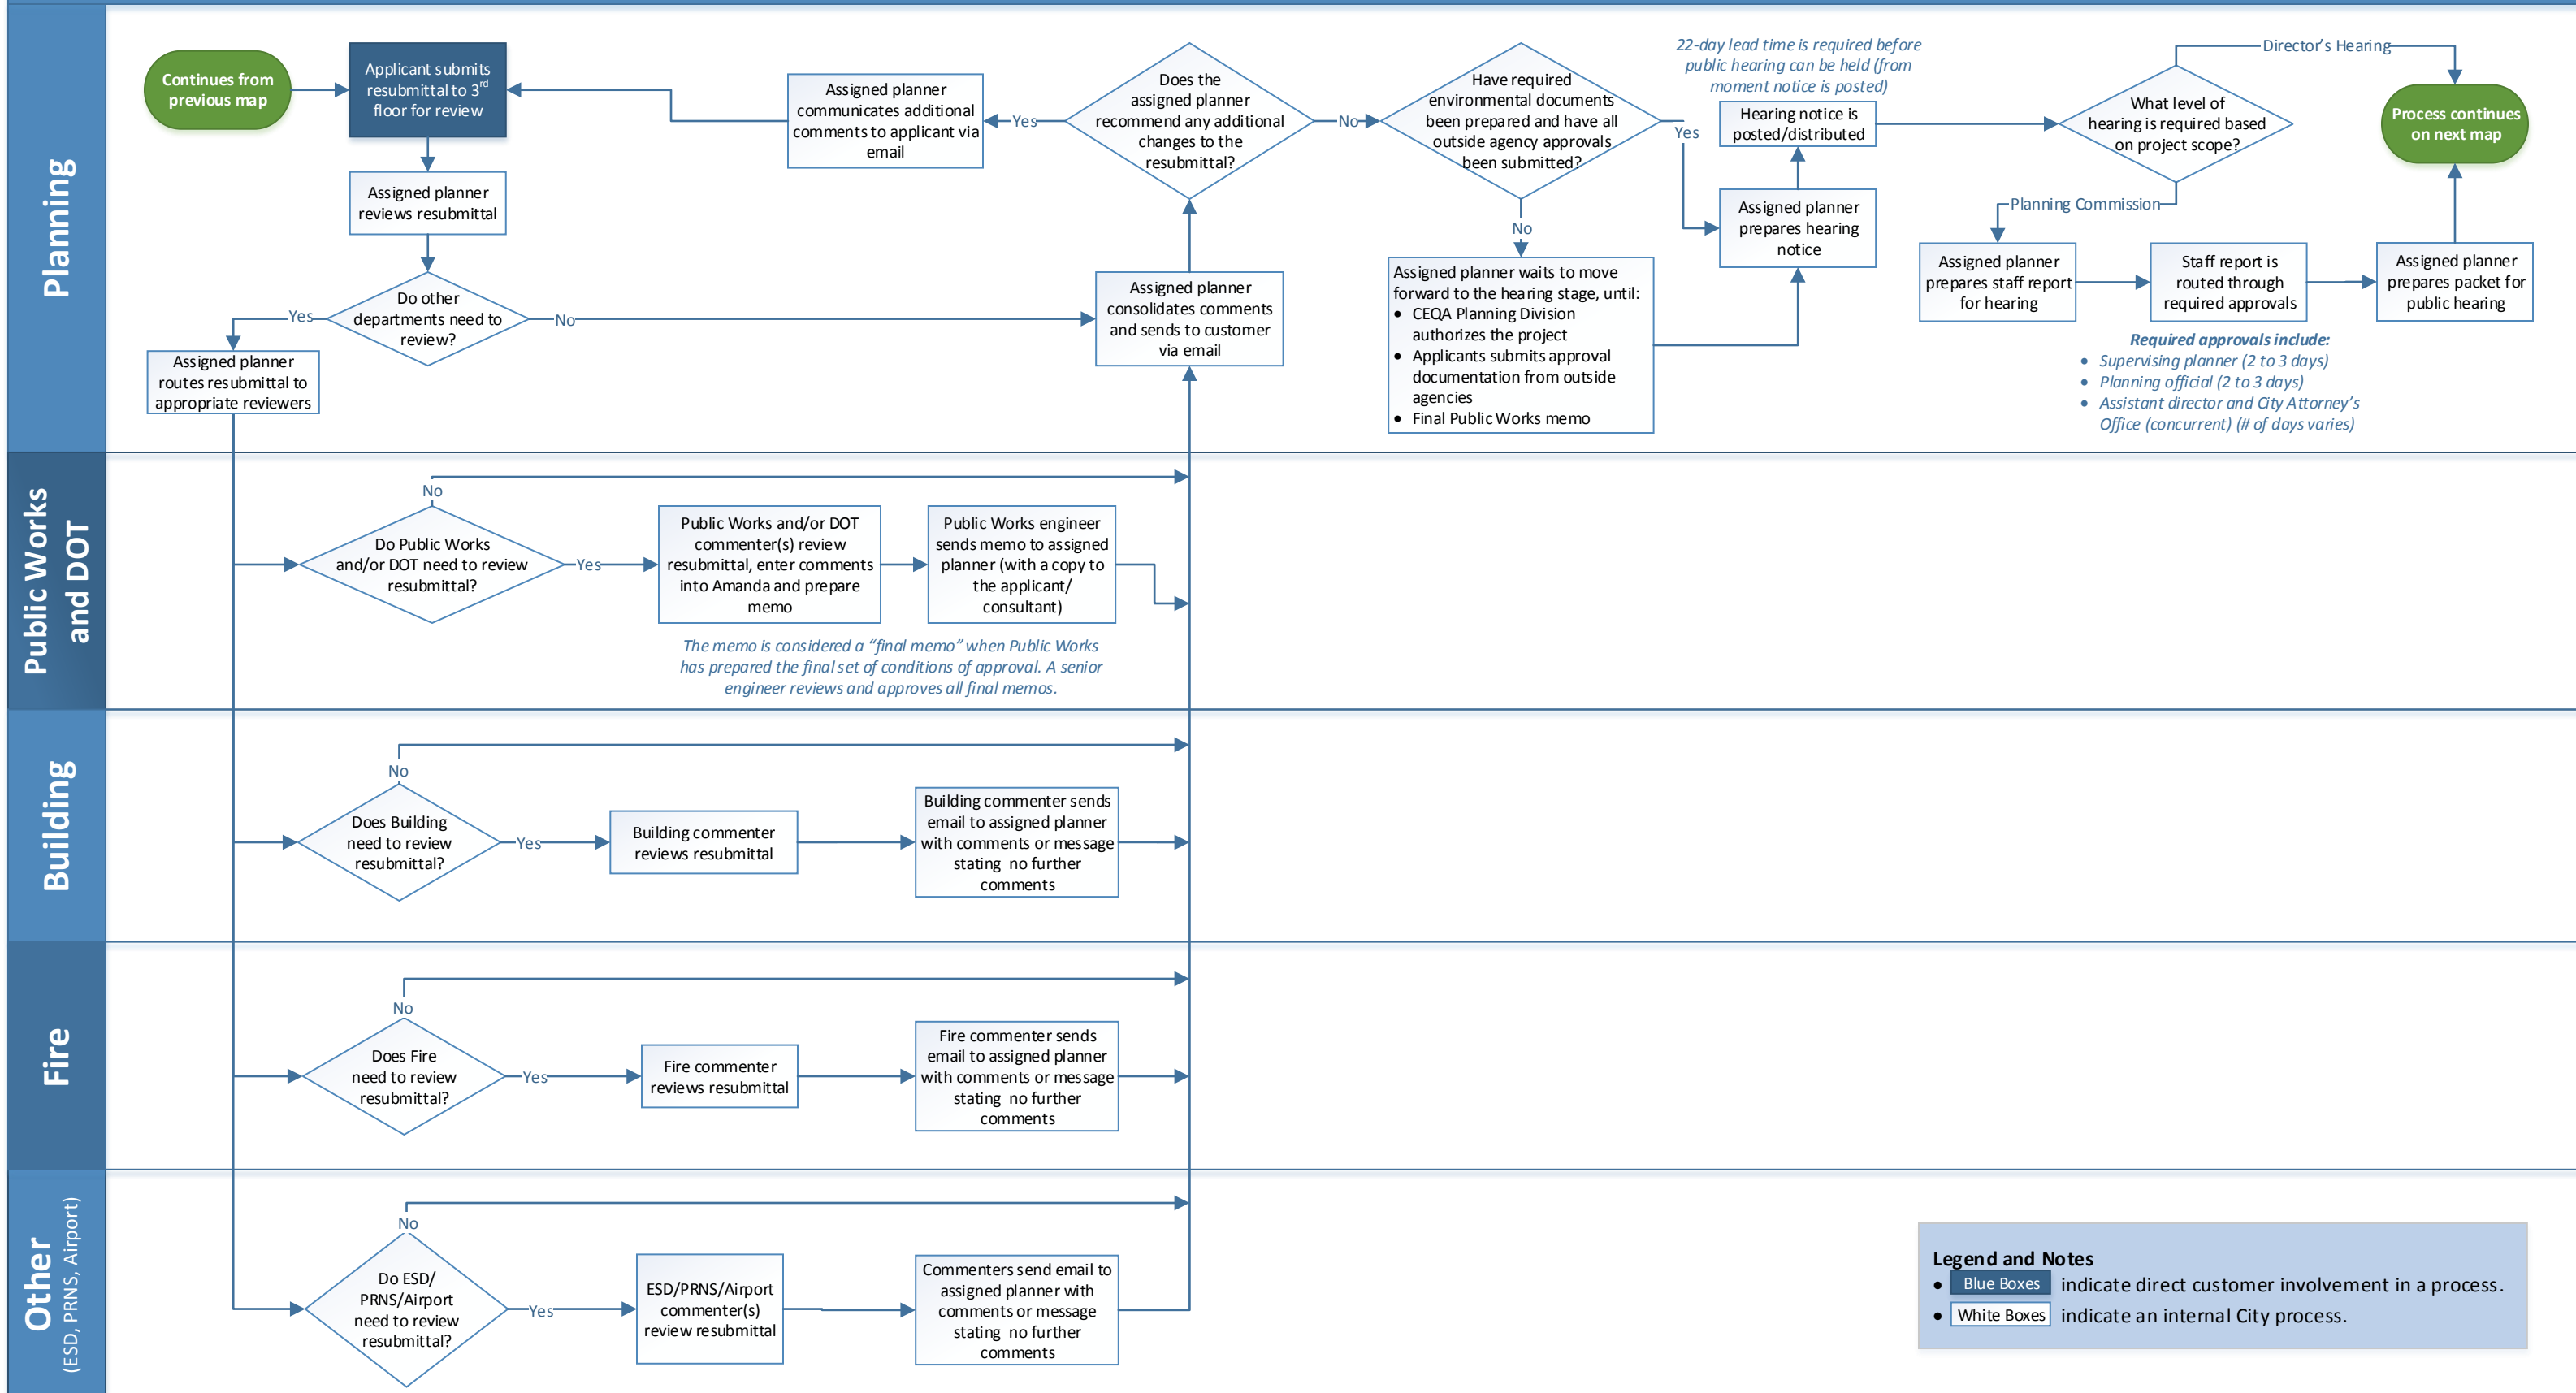 Planning
Continues from
previous map
Applicant submits
resubmittal to 3rd
floor for review
Assigned planner
reviews resubmittal
Do other
departments need to
review?
Yes
No
Assigned planner
routes resubmittal to
appropriate reviewers
Assigned planner
communicates additional
comments to applicant via
email
Yes
Does the
assigned planner
recommend any additional
changes to the
resubmittal?
No
Assigned planner
consolidates comments
and sends to customer
via email
Have required
environmental documents
been prepared and have all
outside agency approvals
been submitted?
Yes
No
Assigned planner waits to move
forward to the hearing stage, until:
• CEQA Planning Division
authorizes the project
• Applicants submits approval
documentation from outside
agencies
• Final Public Works memo
22-day lead time is required before
public hearing can be held (from
moment notice is posted)
Hearing notice is
posted/distributed
Assigned planner
prepares hearing
notice
What level of
hearing is required based
on project scope?
Director's Hearing
Process continues
on next map
Planning Commission
Assigned planner
prepares staff report
for hearing
Staff report is
routed through
required approvals
Assigned planner
prepares packet for
public hearing
Required approvals include:
• Supervising planner (2 to 3 days)
• Planning official (2 to 3 days)
• Assistant director and City Attorney's
Office (concurrent) (# of days varies)
Public Works
and DOT
No
Do Public Works
and/or DOT need to review
resubmittal?
Yes
Public Works and/or DOT
commenter(s) review
resubmittal, enter comments
into Amanda and prepare
memo
Public Works engineer
sends memo to assigned
planner (with a copy to
the applicant/
consultant)
The memo is considered a “final memo” when Public Works
has prepared the final set of conditions of approval. A senior
engineer reviews and approves all final memos.
Building
No
Does Building
need to review
resubmittal?
Yes
Building commenter
reviews resubmittal
Building commenter sends
email to assigned planner
with comments or message
stating no further
comments
Fire
No
Does Fire
need to review
resubmittal?
Yes
Fire commenter
reviews resubmittal
Fire commenter sends
email to assigned planner
with comments or message
stating no further
comments
Other
(ESD, PRNS, Airport)
No
Do ESD/
PRNS/Airport
need to review
resubmittal?
Yes
ESD/PRNS/Airport
commenter(s)
review resubmittal
Commenters send email to
assigned planner with
comments or message
stating no further
comments
Legend and Notes
• Blue Boxes indicate direct customer involvement in a process.
• White Boxes indicate an internal City process.